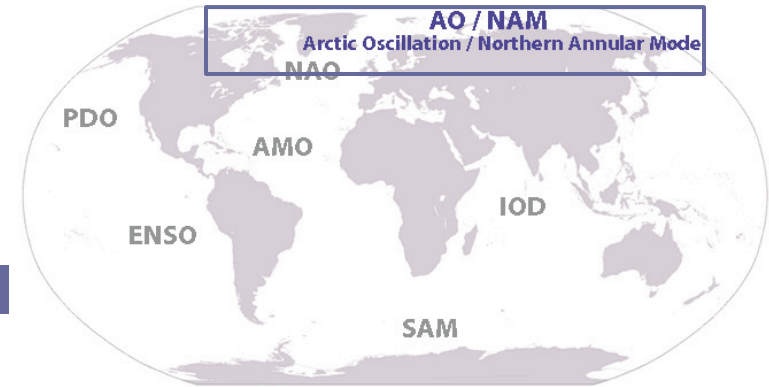 AO / NAM
Arctic Oscillation / Northern Annular Mode
NAO
PDO
AMO
IOD
ENSO
SAM